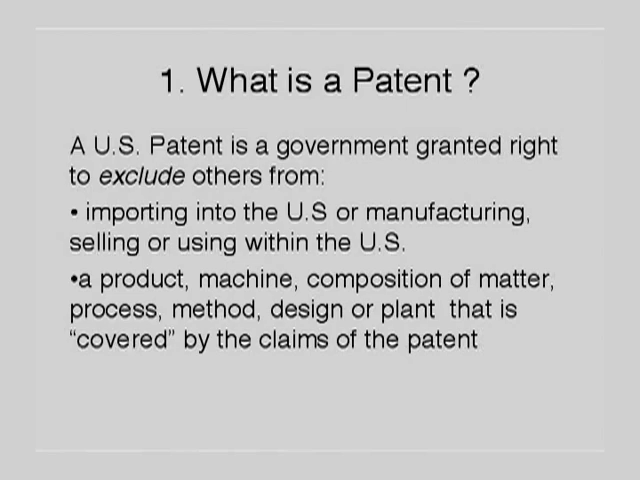 1. What is a Patent ?
A U.S. Patent is a government granted right
to exclude others from:
• importing into the U.S or manufacturing,
selling or using within the U.S.
•a product, machine, composition of matter,
process, method, design or plant that is
“covered” by the claims of the patent